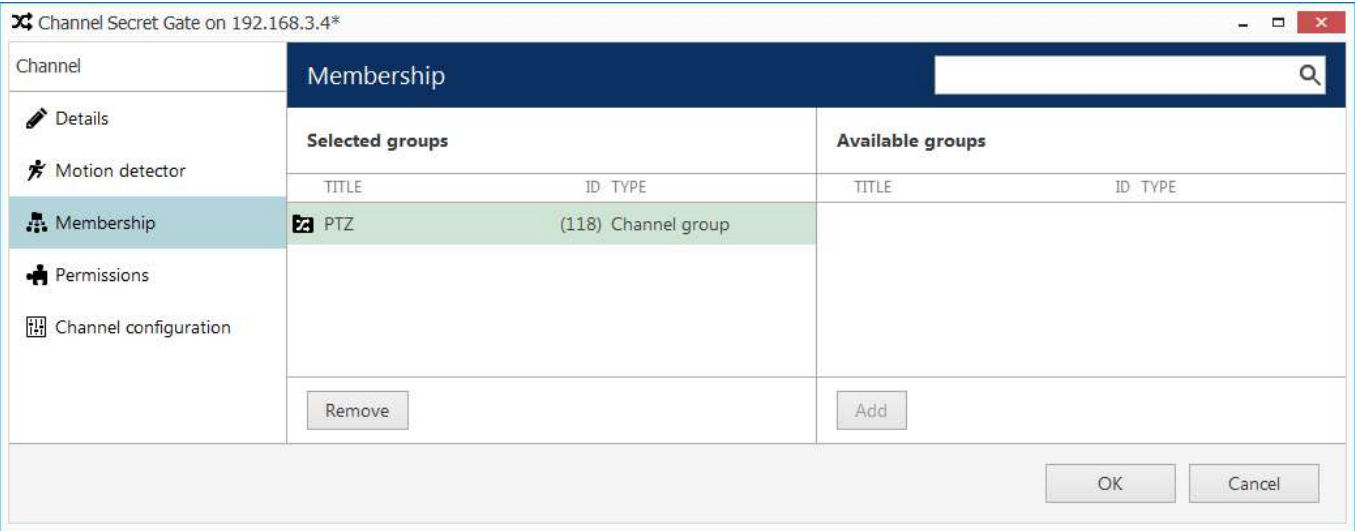 Channel Secret Gate on 192.168.3.4*
Channel
Details
Motion detector
Membership
Permissions
Channel configuration
Membership
Selected groups
TITLE ID TYPE
PTZ (118) Channel group
Remove
Available groups
TITLE ID TYPE
Add
OK Cancel